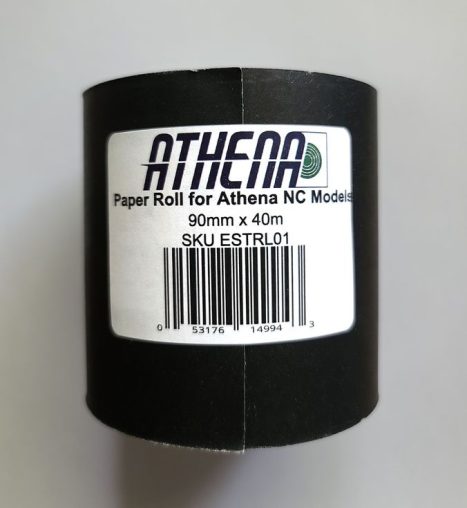 ATHENA
Paper Roll for Athena NC Models
90mm x 40m
SKU ESTRL01
0 53176 14994 3